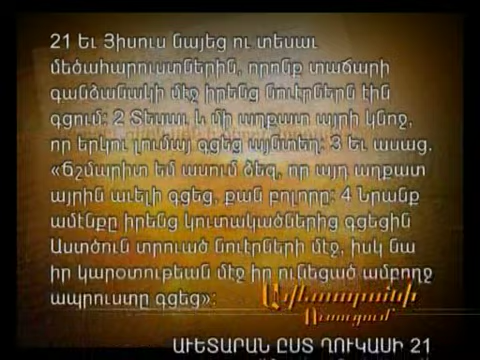 21 Եւ Յիսուս նայեց ու տեսաւ
մեծահարուստներին, որոնք տաճարի
գանձանակի մէջ իրենց նուէրներն էին
գցում: 2 Տեսաւ և մի աղքատ այրի կնոջ,
որ երկու լումայ գցեց այնտեղ: 3 Եւ ասաց.
«Ճշմարիտ եմ ասում ձեզ, որ այդ աղքատ
այրին աւելի գցեց, քան բոլորը: 4 Նրանք
ամէնքը իրենց կուտակածներից գցեցին
Աստծուն տրուած նուէրների մէջ, իսկ նա
իր կարօտութեան մէջ իր ունեցած ամբողջ
ապրուստը գցեց»:
Աւետարանի
Ուսուցում
ԱՒԵՏԱՐԱՆ ԸՍՏ ՂՈՒԿԱՍԻ 21